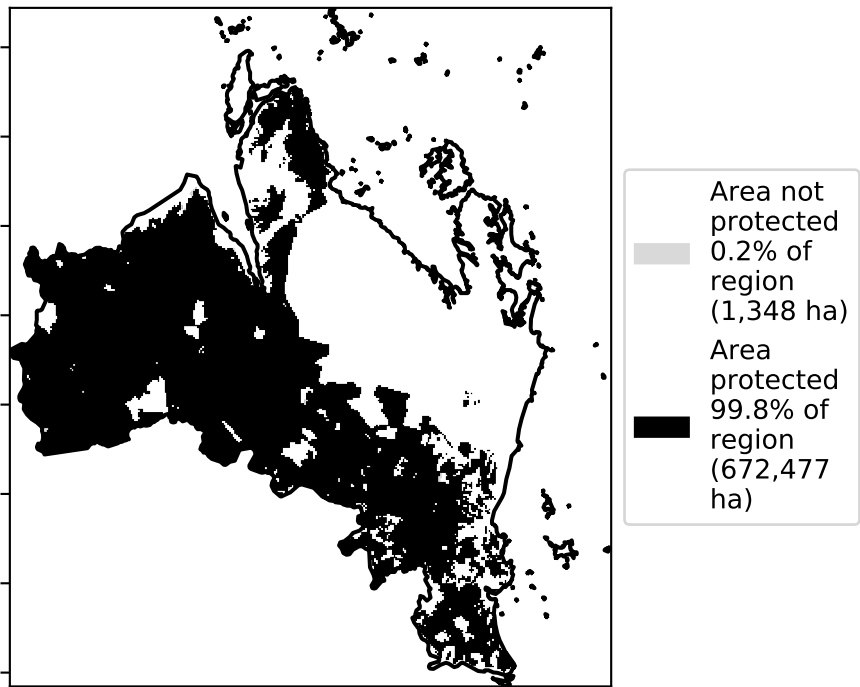 Area not
protected
0.2% of
region
(1,348 ha)
Area
protected
99.8% of
region
(672,477
ha)